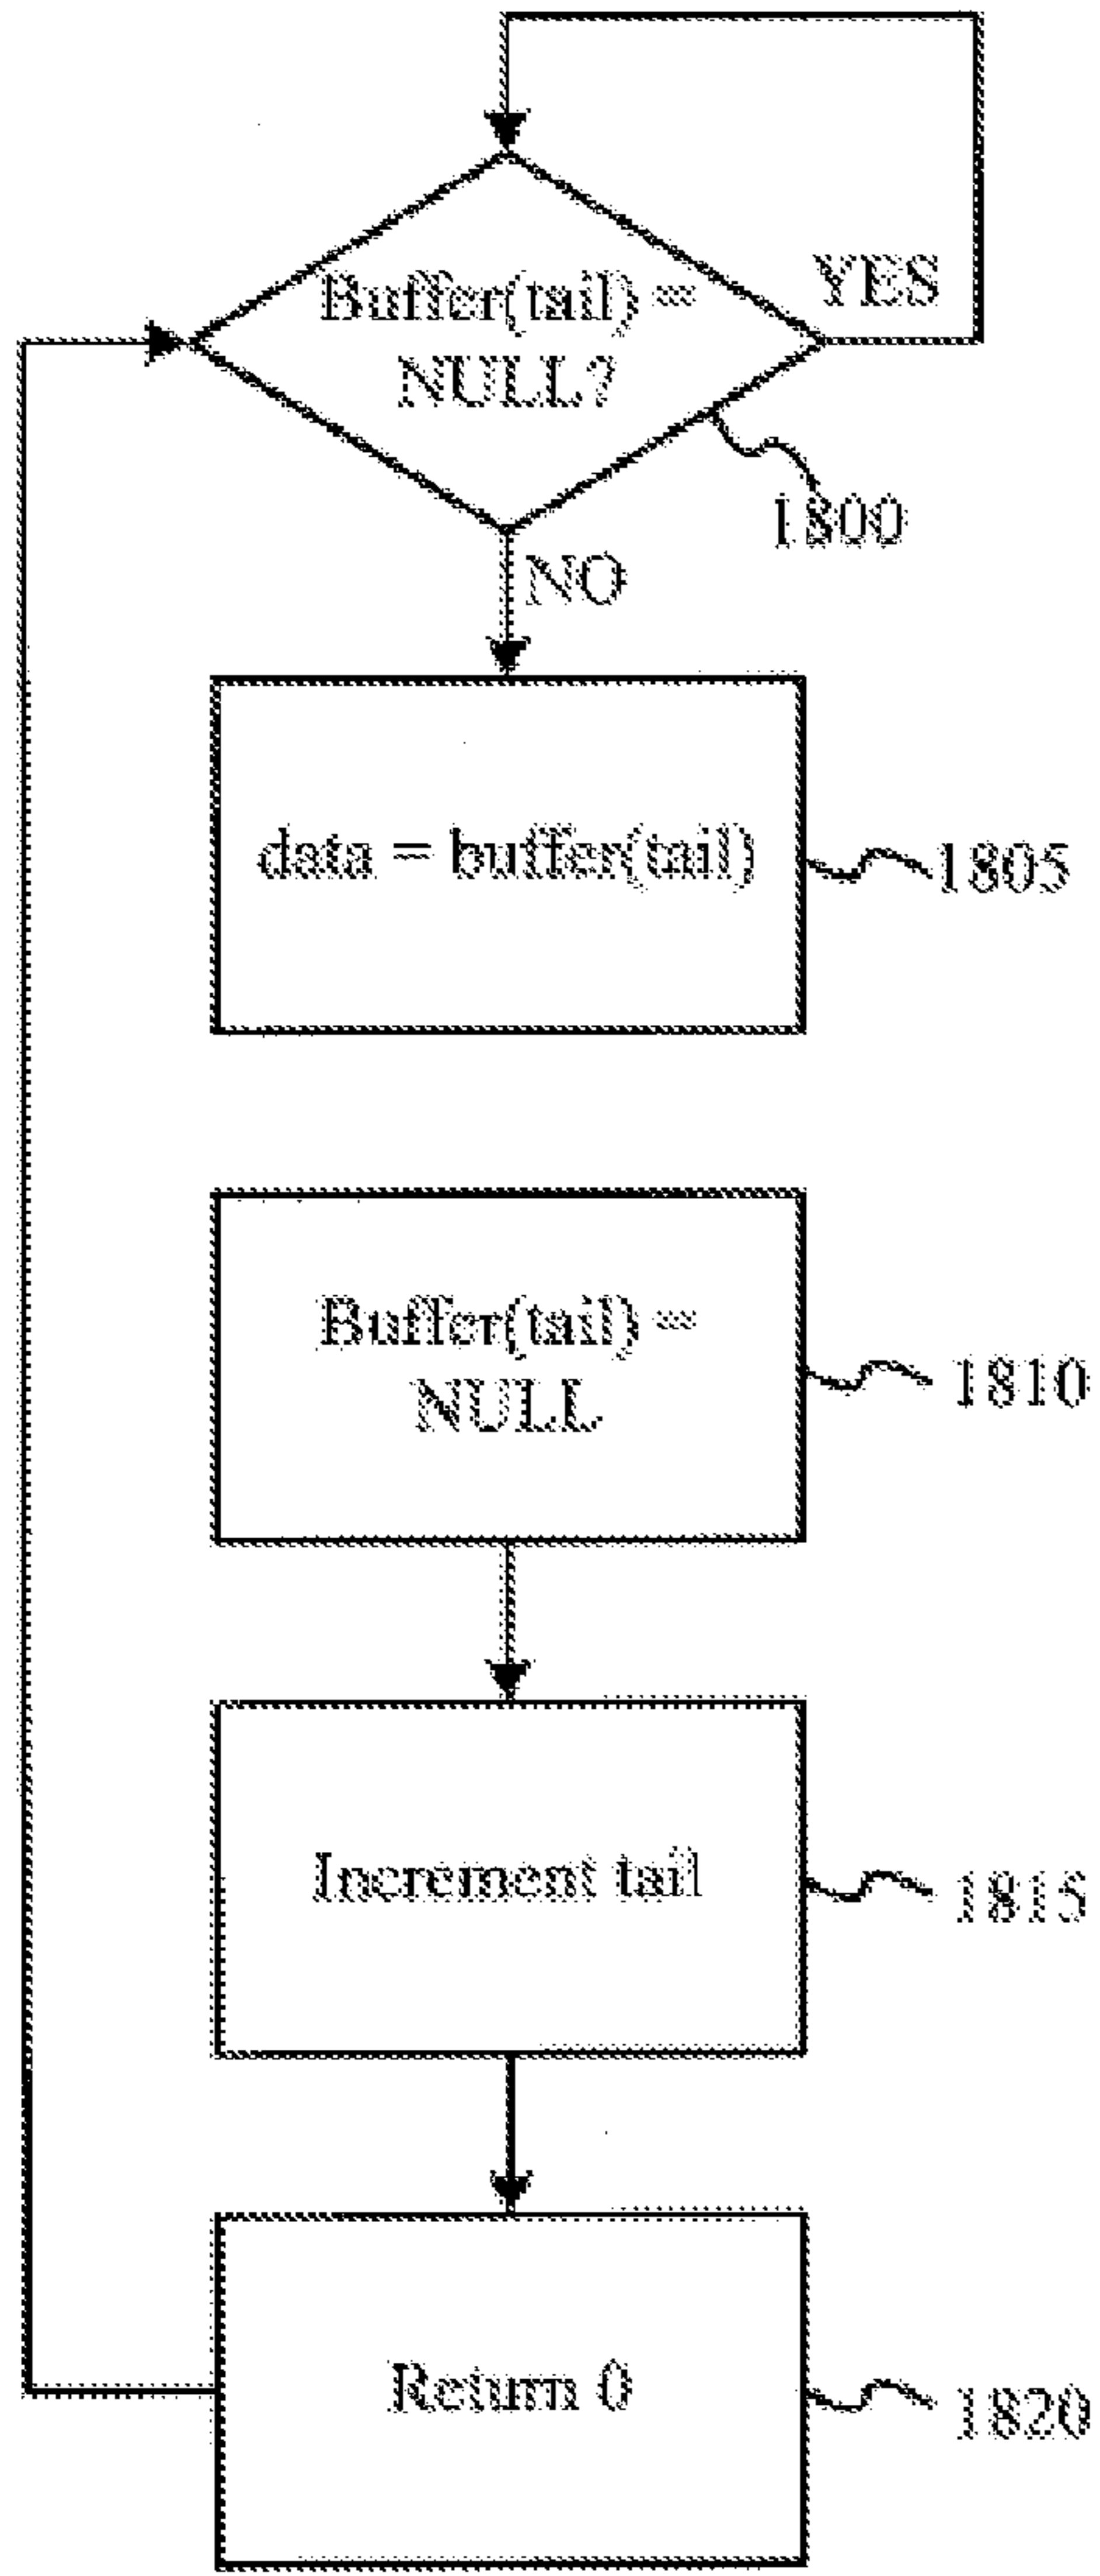 Buffer(tail) =
NULL?
YES
1800
NO
data = buffer(tail)
1805
Buffer(tail) =
NULL
1810
Increment tail
1815
Return 0
1820